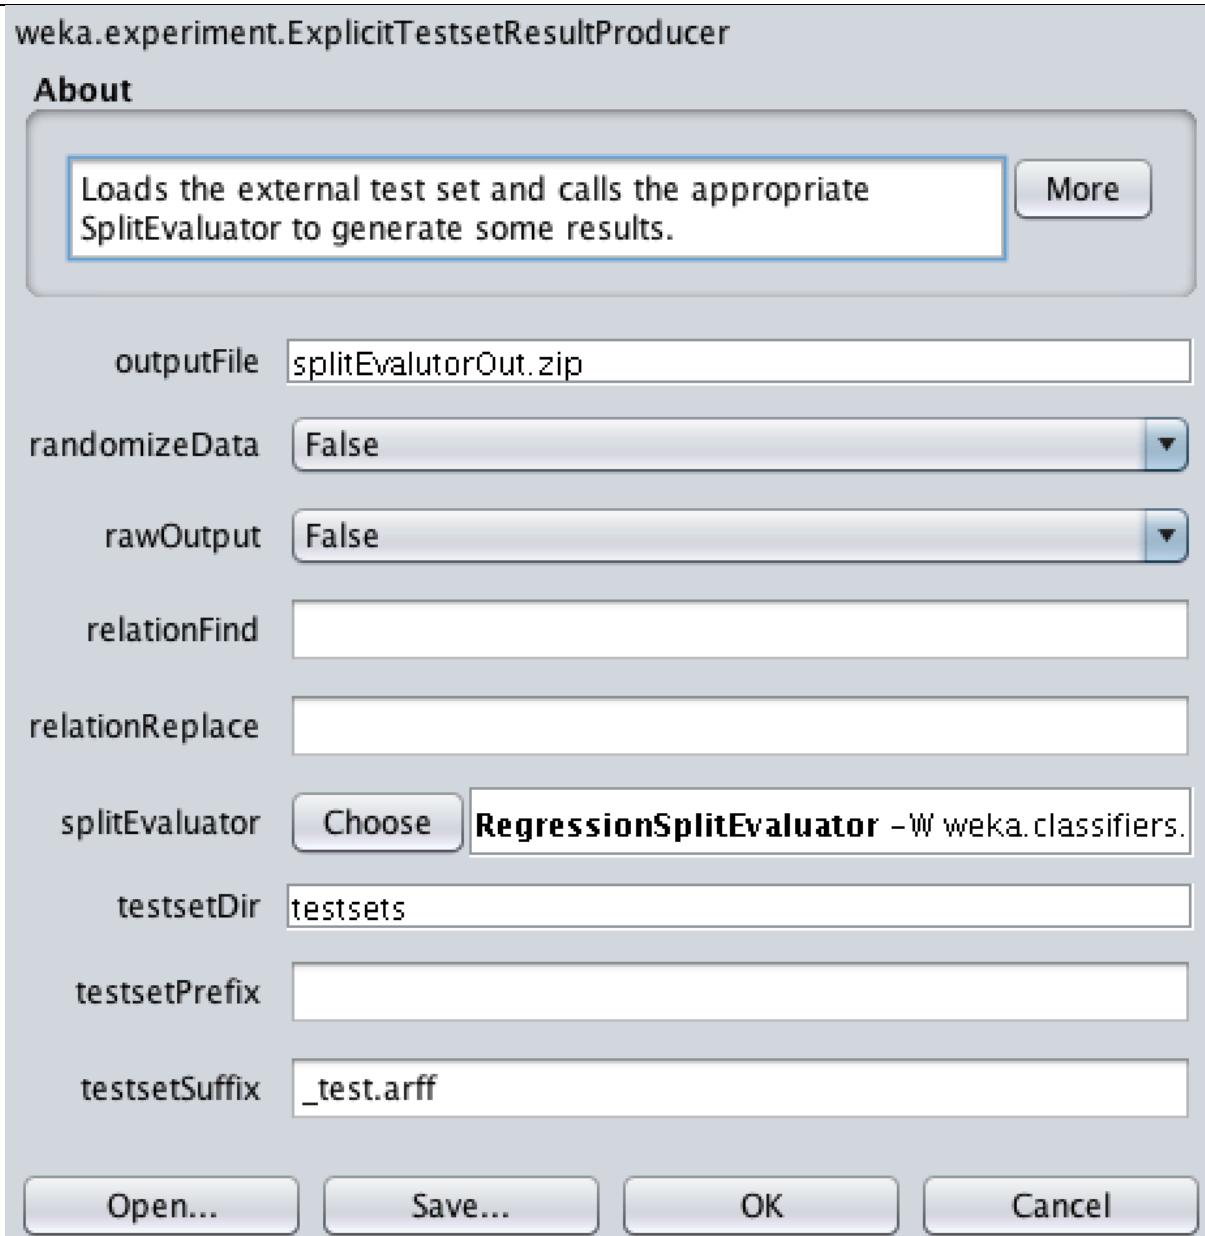 weka.experiment.ExplicitTestsetResultProducer
About
Loads the external test set and calls the appropriate
SplitEvaluator to generate some results.
More
outputFile splitEvalutorOut.zip
randomizeData False
rawOutput False
relationFind
relationReplace
splitEvaluator Choose RegressionSplitEvaluator -W weka.classifiers.
testsetDir testsets
testsetPrefix
testsetSuffix _test.arff
Open... Save... OK Cancel